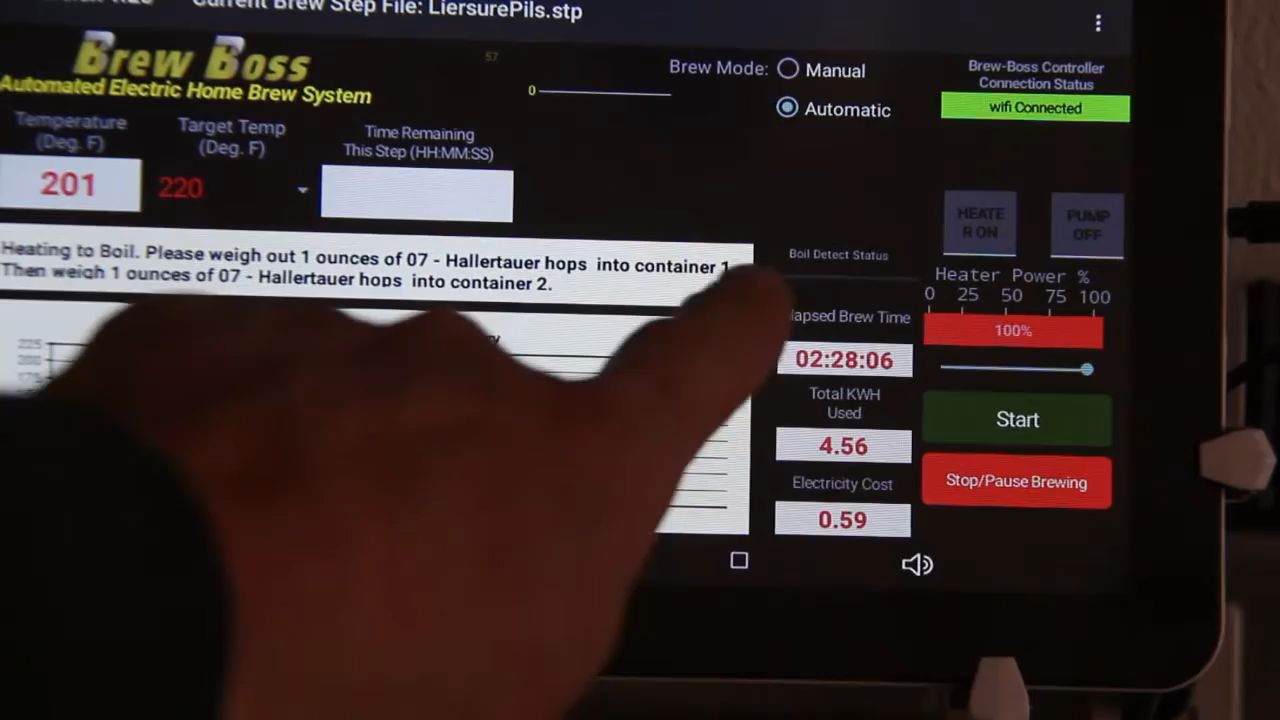 Current Brew Step File: LiersurePils.stp
Brew Boss
Automated Electric Home Brew System
57
0
Brew Mode:
Manual
Automatic
Brew-Boss Controller
Connection Status
wifi Connected
Temperature
(Deg. F)
201
Target Temp
(Deg. F)
220
Time Remaining
This Step (HH:MM:SS)
HEATE
R ON
PUMP
OFF
Heating to Boil. Please weigh out 1 ounces of 07 - Hallertauer hops into container 1
Then weigh 1 ounces of 07 - Hallertauer hops into container 2.
Boil Detect Status
Heater Power %
0 25 50 75 100
100%
lapsed Brew Time
02:28:06
Total KWH
Used
4.56
Electricity Cost
0.59
Start
Stop/Pause Brewing
225
200